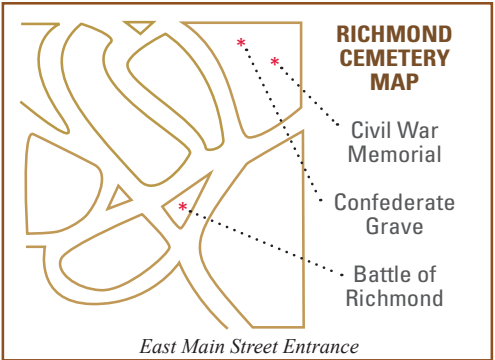 RICHMOND
CEMETERY
MAP
Civil War
Memorial
Confederate
Grave
Battle of
Richmond
East Main Street Entrance